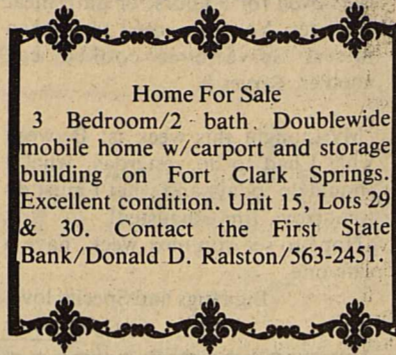 Home For Sale
3 Bedroom/2 bath. Doublewide
mobile home w/carport and storage
building on Fort Clark Springs.
Excellent condition. Unit 15, Lots 29
& 30. Contact the First State
Bank/Donald D. Ralston/563-2451.